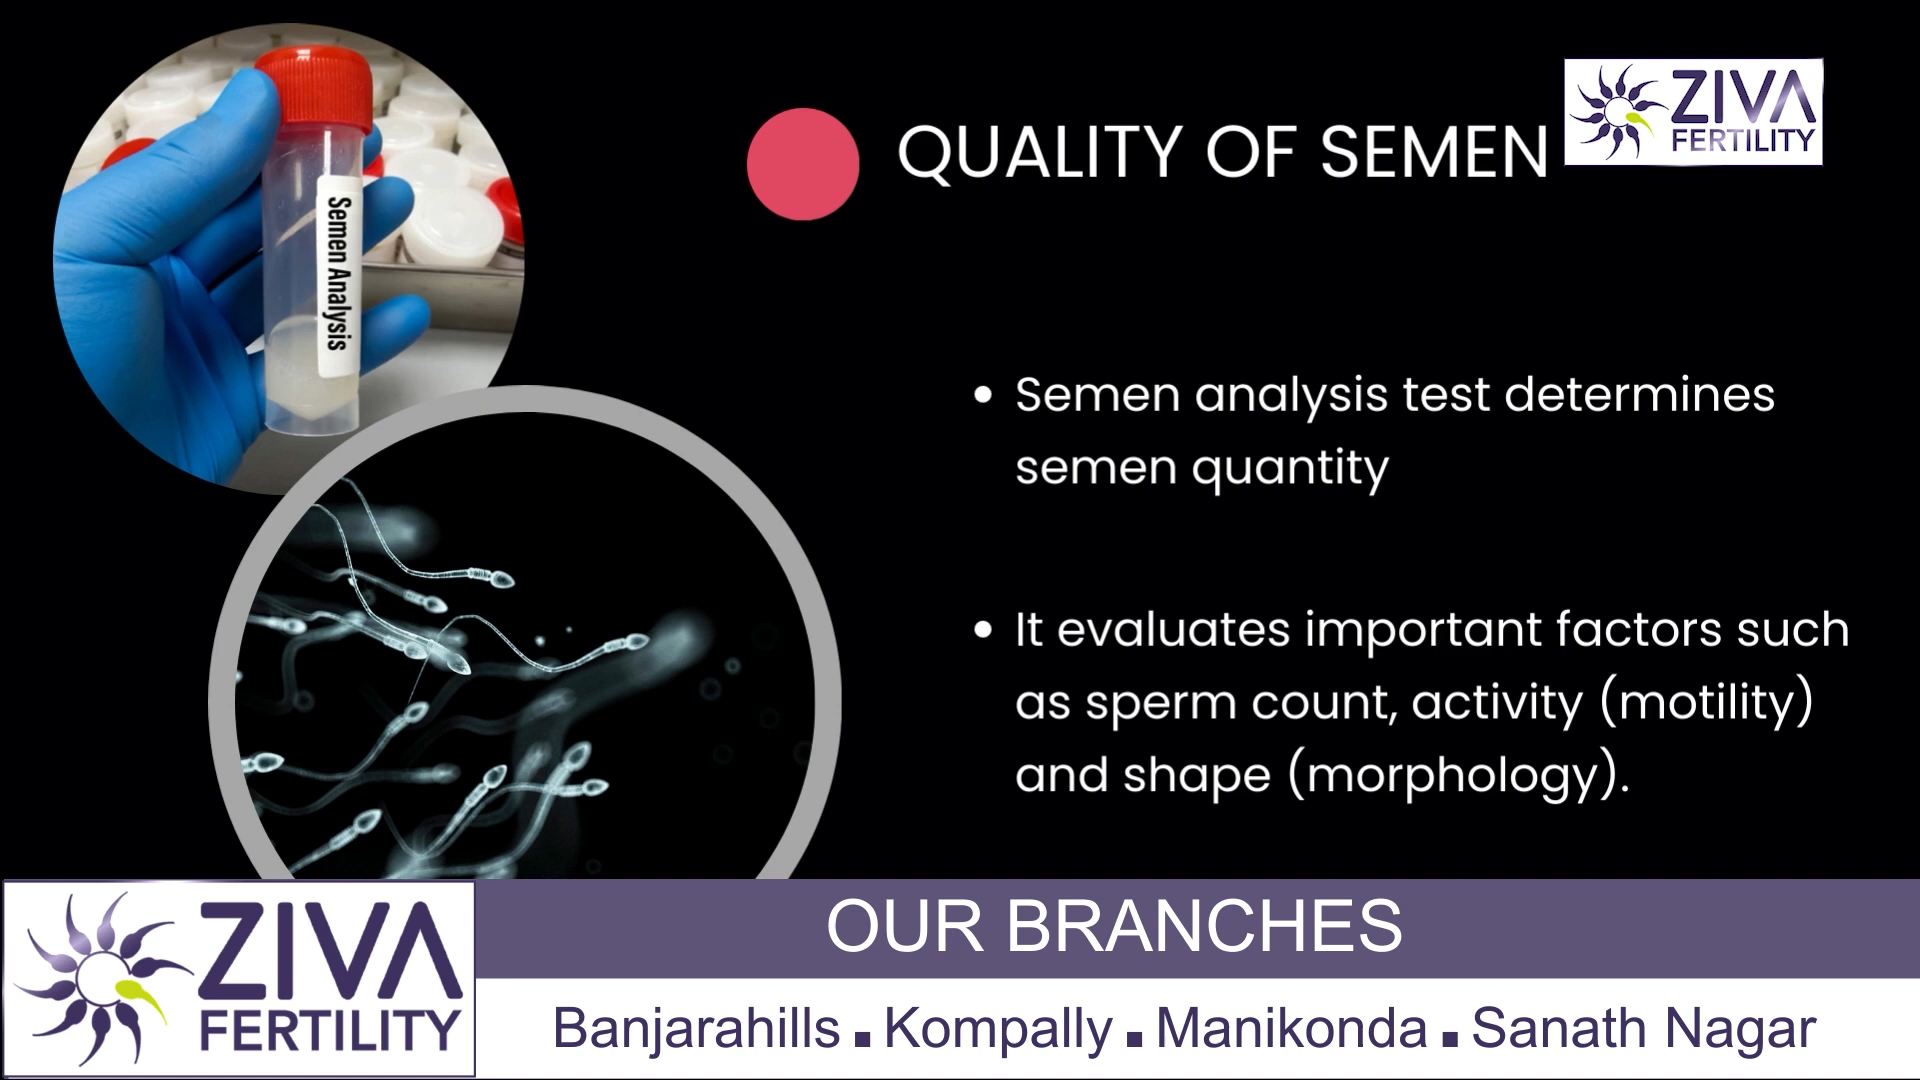 Semen Analysis
QUALITY OF SEMEN
ZIVA
FERTILITY
• Semen analysis test determines
semen quantity
• It evaluates important factors such
as sperm count, activity (motility)
and shape (morphology).
ZIVA
FERTILITY
OUR BRANCHES
Banjarahills ▪ Kompally ▪ Manikonda ▪ Sanath Nagar